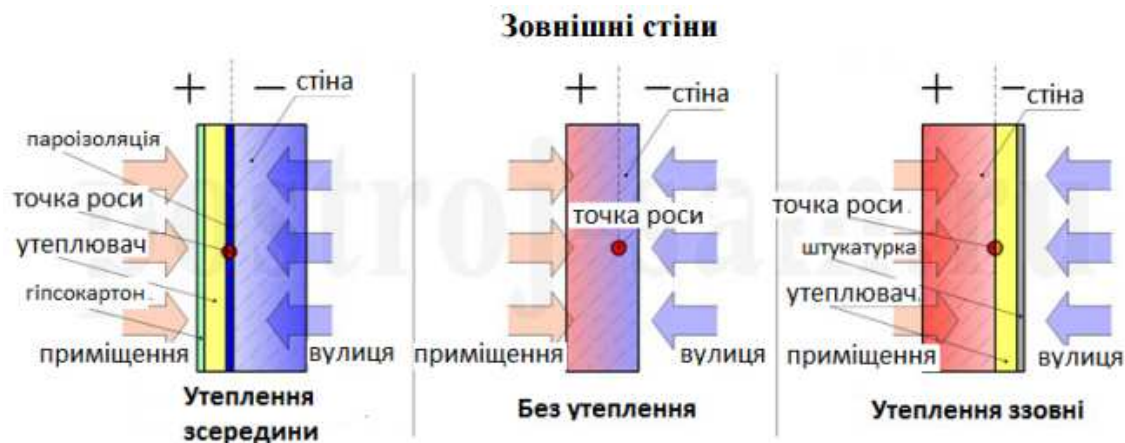 Зовнішні стіни
+ − стіна
пароізоляція
точка роси
утеплювач
гіпсокартон
приміщення вулиця
Утеплення
зсередини
+ − стіна
точка роси
приміщення вулиця
Без утеплення
+ − стіна
точка роси
штукатурка
утеплювач
приміщення вулиця
Утеплення ззовні